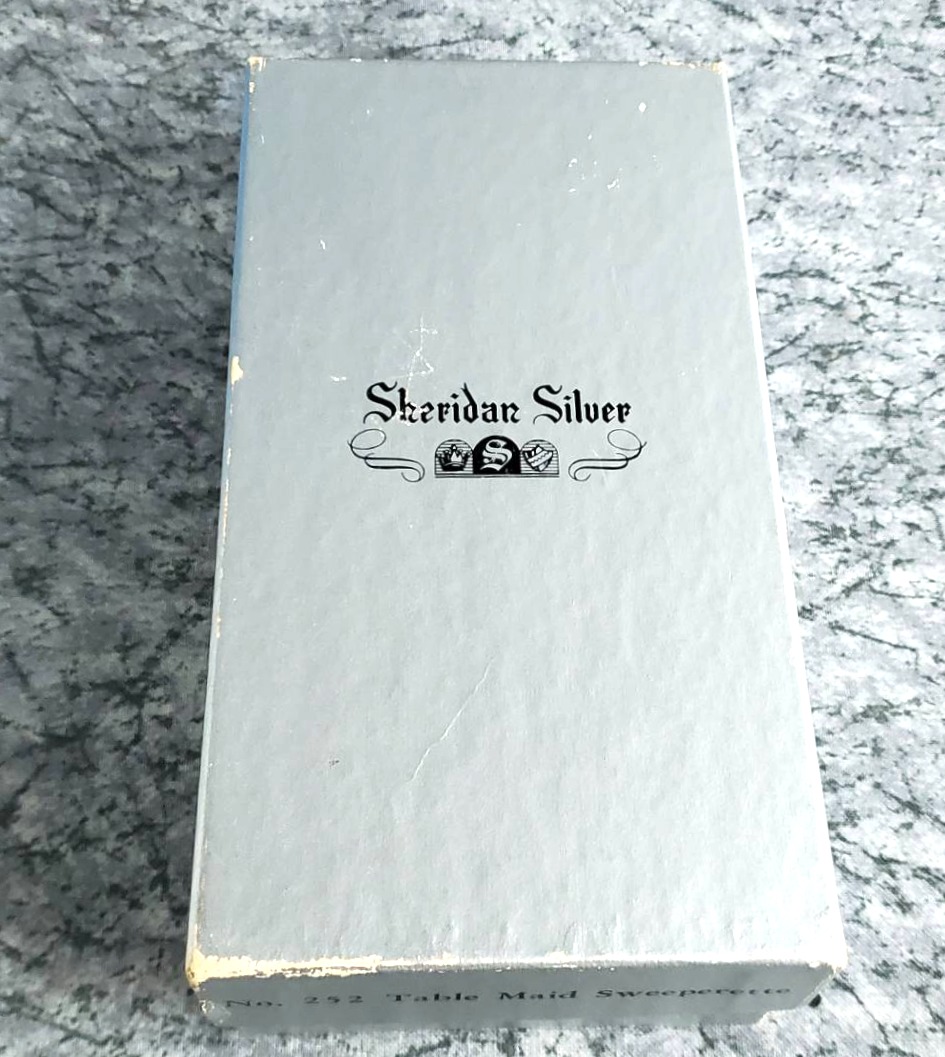 Sheridan Silver
S
No. 252 Table Maid Sweeperette